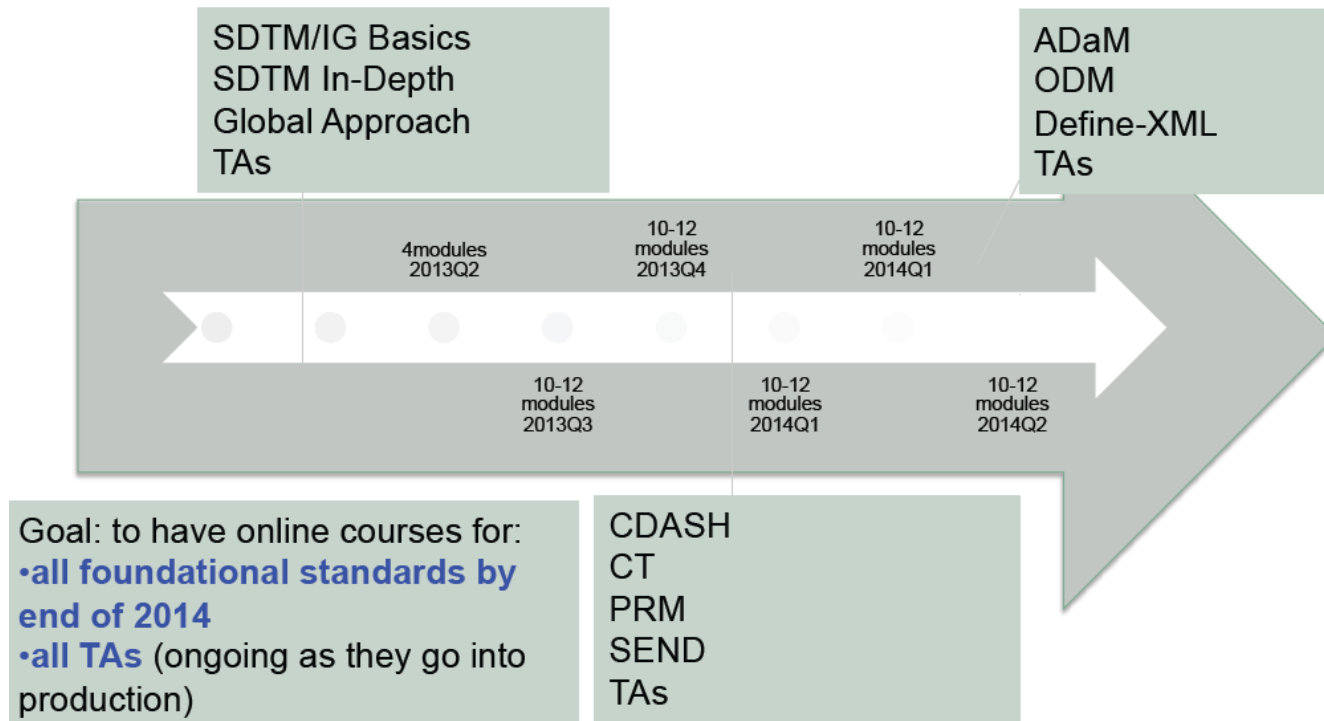 SDTM/IG Basics
SDTM In-Depth
Global Approach
TAs
ADaM
ODM
Define-XML
TAs
4modules
2013Q2
10-12
modules
2013Q4
10-12
modules
2014Q1
10-12
modules
2013Q3
10-12
modules
2014Q1
10-12
modules
2014Q2
Goal: to have online courses for:
•all foundational standards by
end of 2014
•all TAs (ongoing as they go into
production)
CDASH
CT
PRM
SEND
TAs